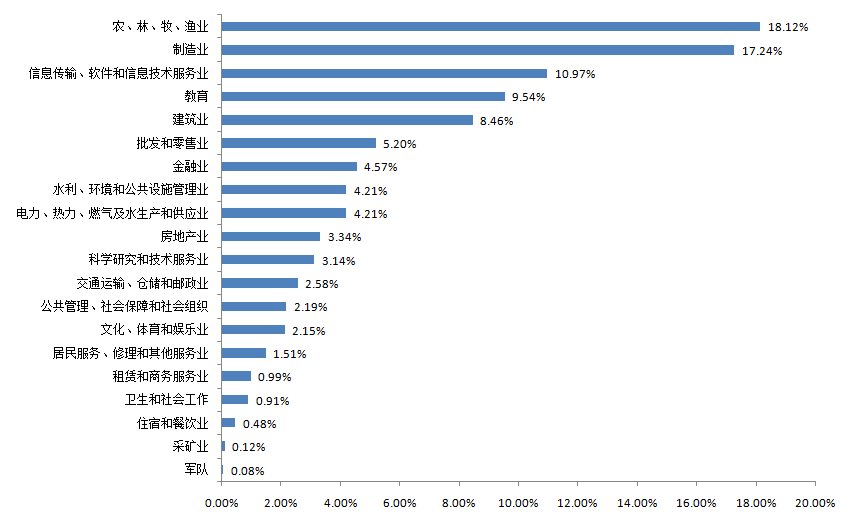 农、林、牧、渔业 18.12%
制造业 17.24%
信息传输、软件和信息技术服务业 10.97%
教育 9.54%
建筑业 8.46%
批发和零售业 5.20%
金融业 4.57%
水利、环境和公共设施管理业 4.21%
电力、热力、燃气及水生产和供应业 4.21%
房地产业 3.34%
科学研究和技术服务业 3.14%
交通运输、仓储和邮政业 2.58%
公共管理、社会保障和社会组织 2.19%
文化、体育和娱乐业 2.15%
居民服务、修理和其他服务业 1.51%
租赁和商务服务业 0.99%
卫生和社会工作 0.91%
住宿和餐饮业 0.48%
采矿业 0.12%
军队 0.08%
0.00% 2.00% 4.00% 6.00% 8.00% 10.00% 12.00% 14.00% 16.00% 18.00% 20.00%